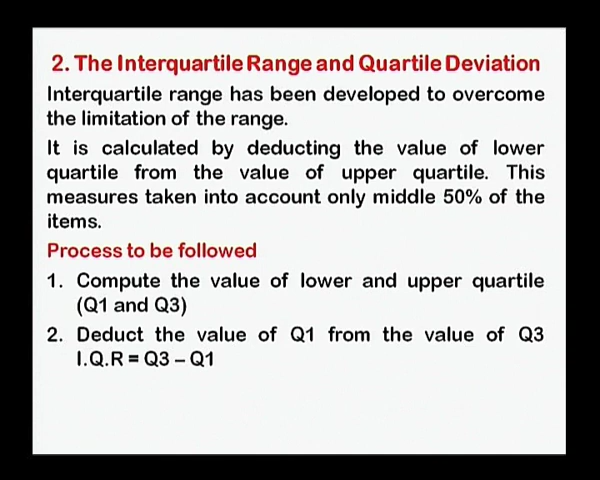 2. The Interquartile Range and Quartile Deviation
Interquartile range has been developed to overcome
the limitation of the range.
It is calculated by deducting the value of lower
quartile from the value of upper quartile. This
measures taken into account only middle 50% of the
items.
Process to be followed
1. Compute the value of lower and upper quartile
(Q1 and Q3)
2. Deduct the value of Q1 from the value of Q3
I.Q.R = Q3 – Q1